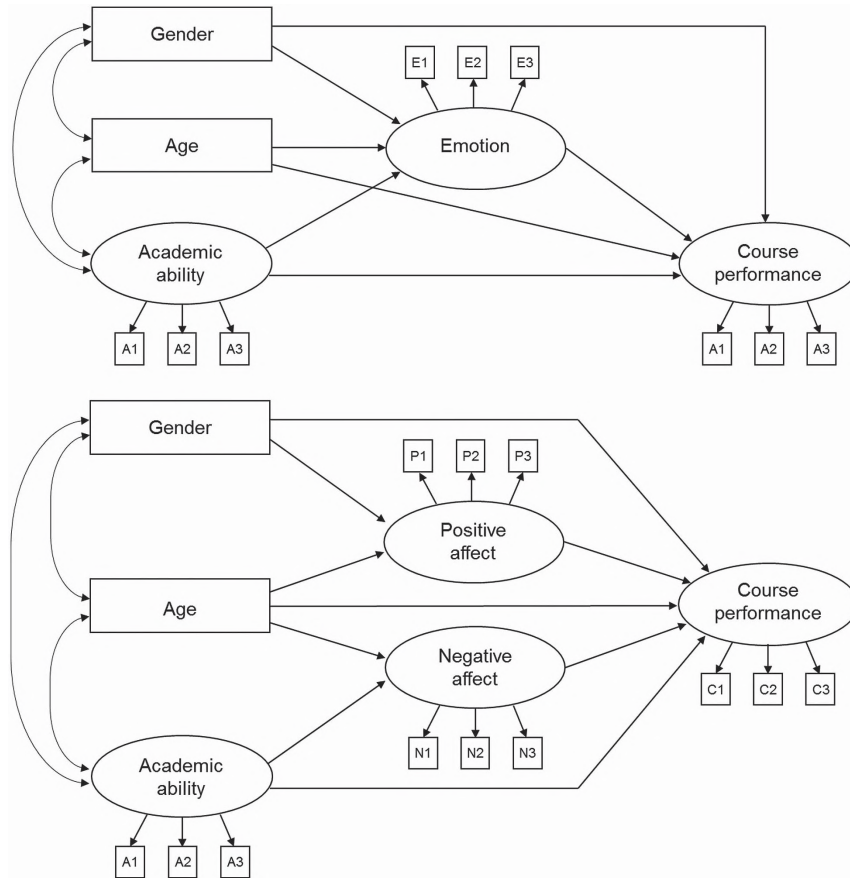 Gender
E1 E2 E3
Age
Emotion
Academic
ability
Course
performance
A1 A2 A3
A1 A2 A3
Gender
P1 P2 P3
Positive
affect
Age
Course
performance
Negative
affect
C1 C2 C3
N1 N2 N3
Academic
ability
A1 A2 A3